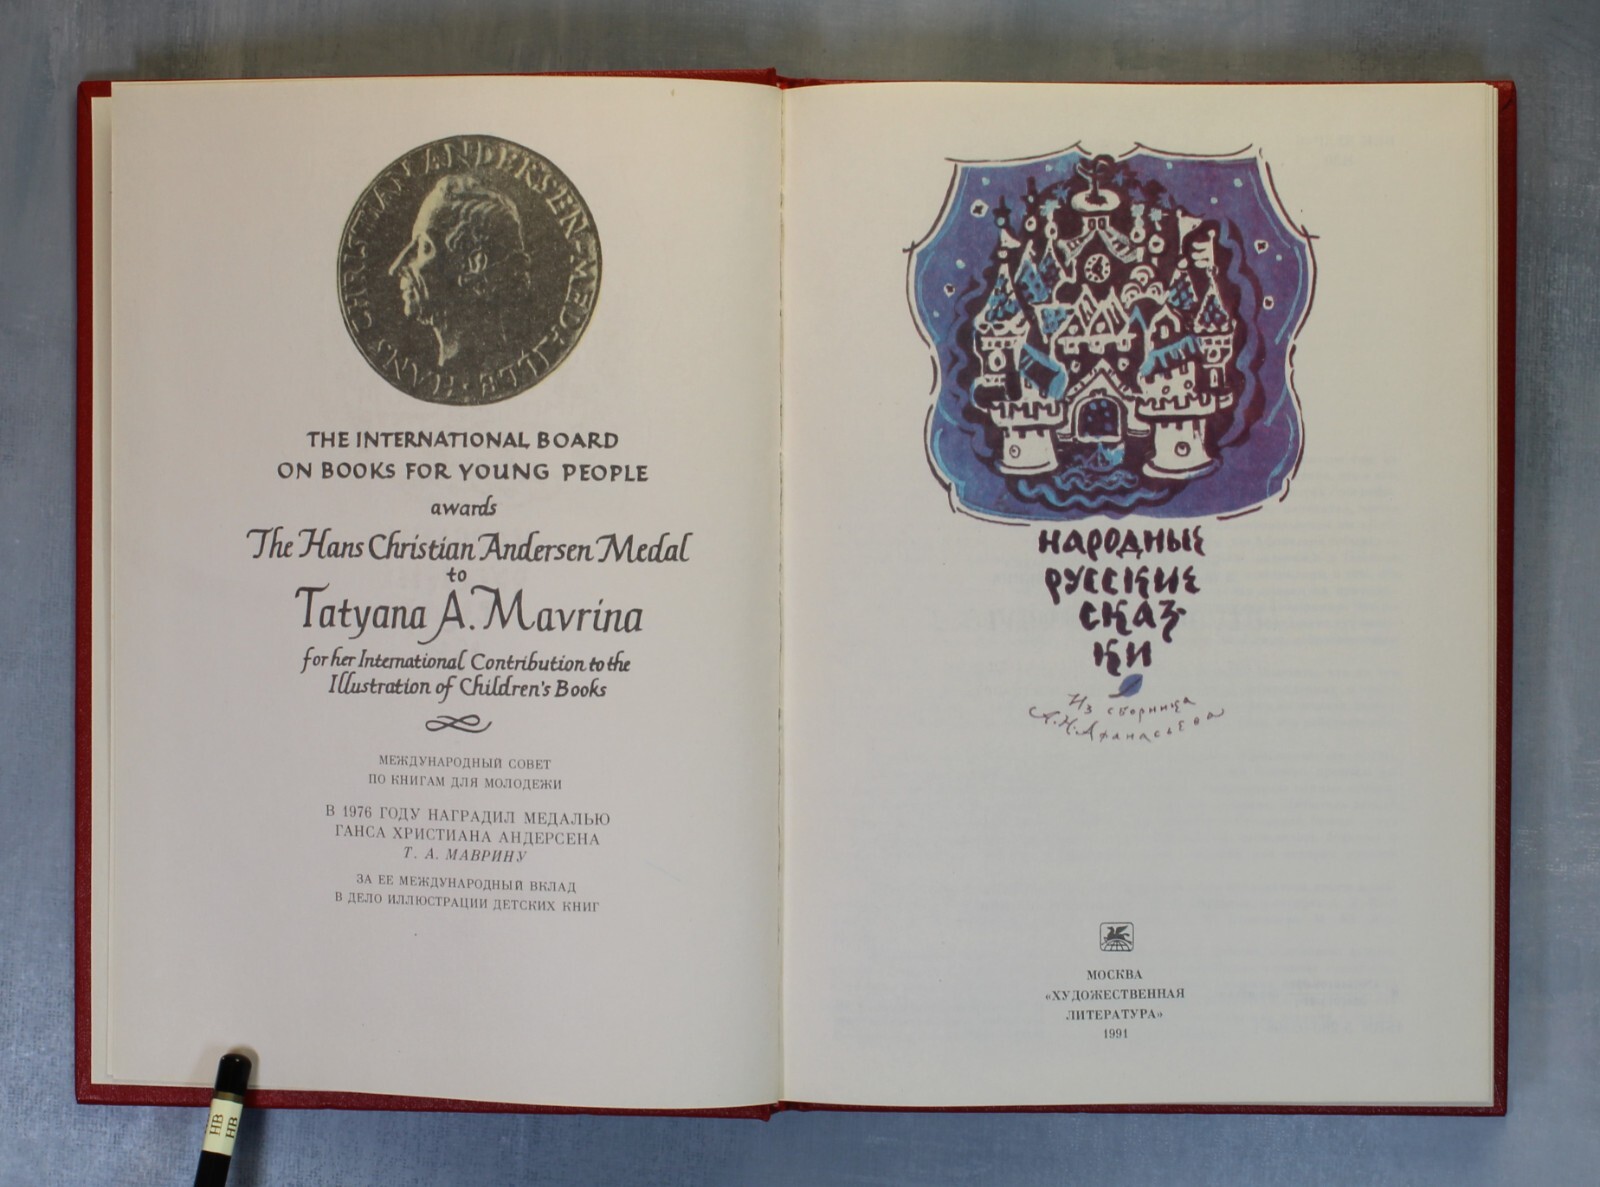 HANS CHRISTIAN ANDERSEN-MEDAILLE
THE INTERNATIONAL BOARD
ON BOOKS FOR YOUNG PEOPLE
awards
The Hans Christian Andersen Medal
to
Tatyana A. Mavrina
for her International Contribution to the
Illustration of Children's Books
МЕЖДУНАРОДНЫЙ СОВЕТ
ПО КНИГАМ ДЛЯ МОЛОДЕЖИ
В 1976 ГОДУ НАГРАДИЛ МЕДАЛЬЮ
ГАНСА ХРИСТИАНА АНДЕРСЕНА
Т. А. МАВРИНУ
ЗА ЕЕ МЕЖДУНАРОДНЫЙ ВКЛАД
В ДЕЛО ИЛЛЮСТРАЦИИ ДЕТСКИХ КНИГ
НАРОДНЫЕ
РУССКИЕ
СКАЗ-
КИ
Из сборника
А.Н.Афанасьева
МОСКВА
«ХУДОЖЕСТВЕННАЯ
ЛИТЕРАТУРА»
1991
HB
HB